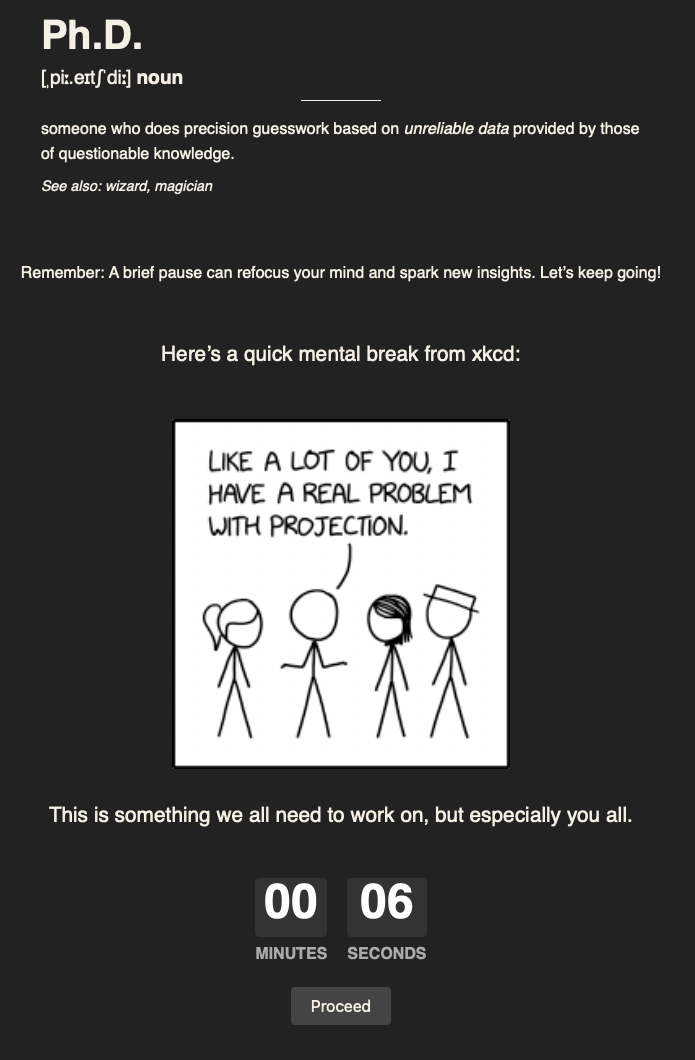 Ph.D.
[ˌpiː.eɪtʃˈdiː] noun
someone who does precision guesswork based on unreliable data provided by those
of questionable knowledge.
See also: wizard, magician
Remember: A brief pause can refocus your mind and spark new insights. Let’s keep going!
Here’s a quick mental break from xkcd:
LIKE A LOT OF YOU, I
HAVE A REAL PROBLEM
WITH PROJECTION.
This is something we all need to work on, but especially you all.
00 06
MINUTES SECONDS
Proceed